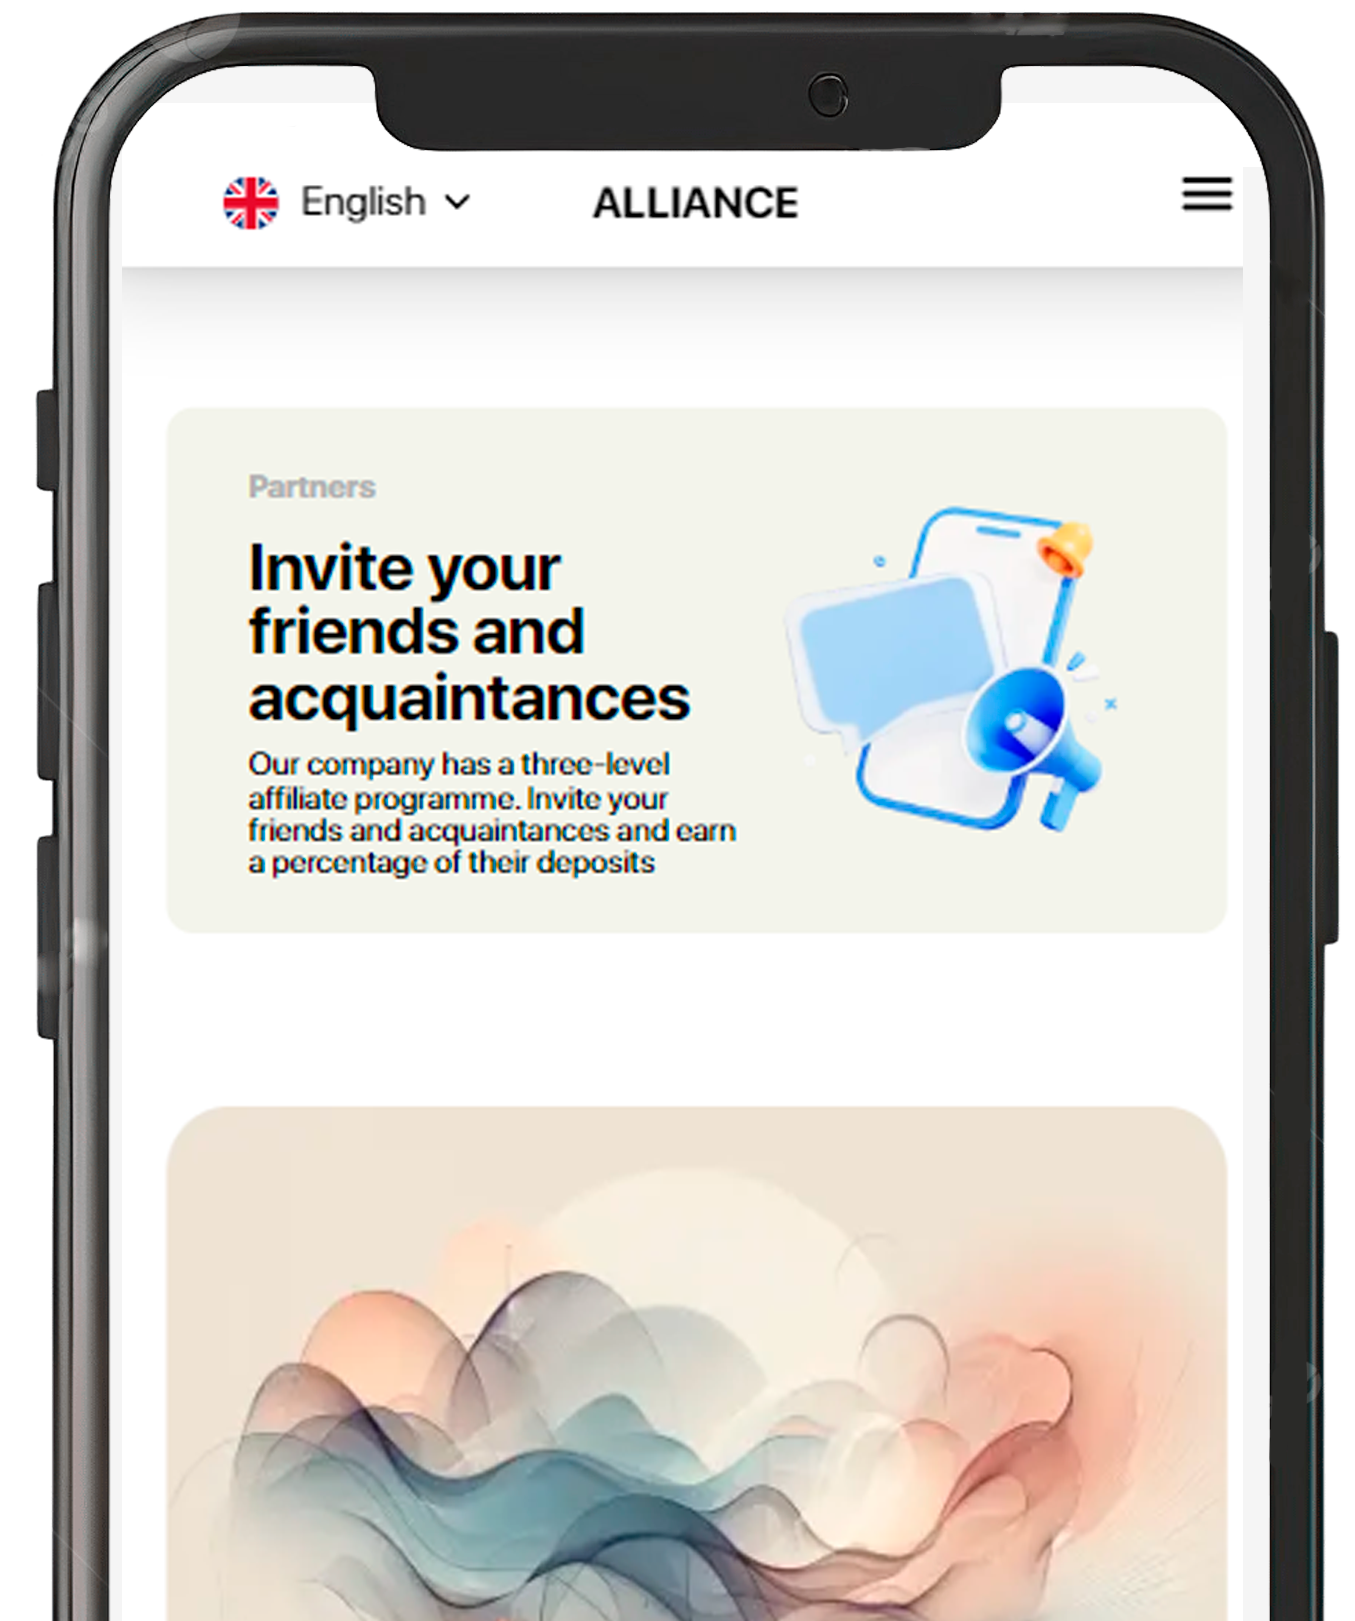 English
ALLIANCE
Partners
Invite your
friends and
acquaintances
Our company has a three-level
affiliate programme. Invite your
friends and acquaintances and earn
a percentage of their deposits